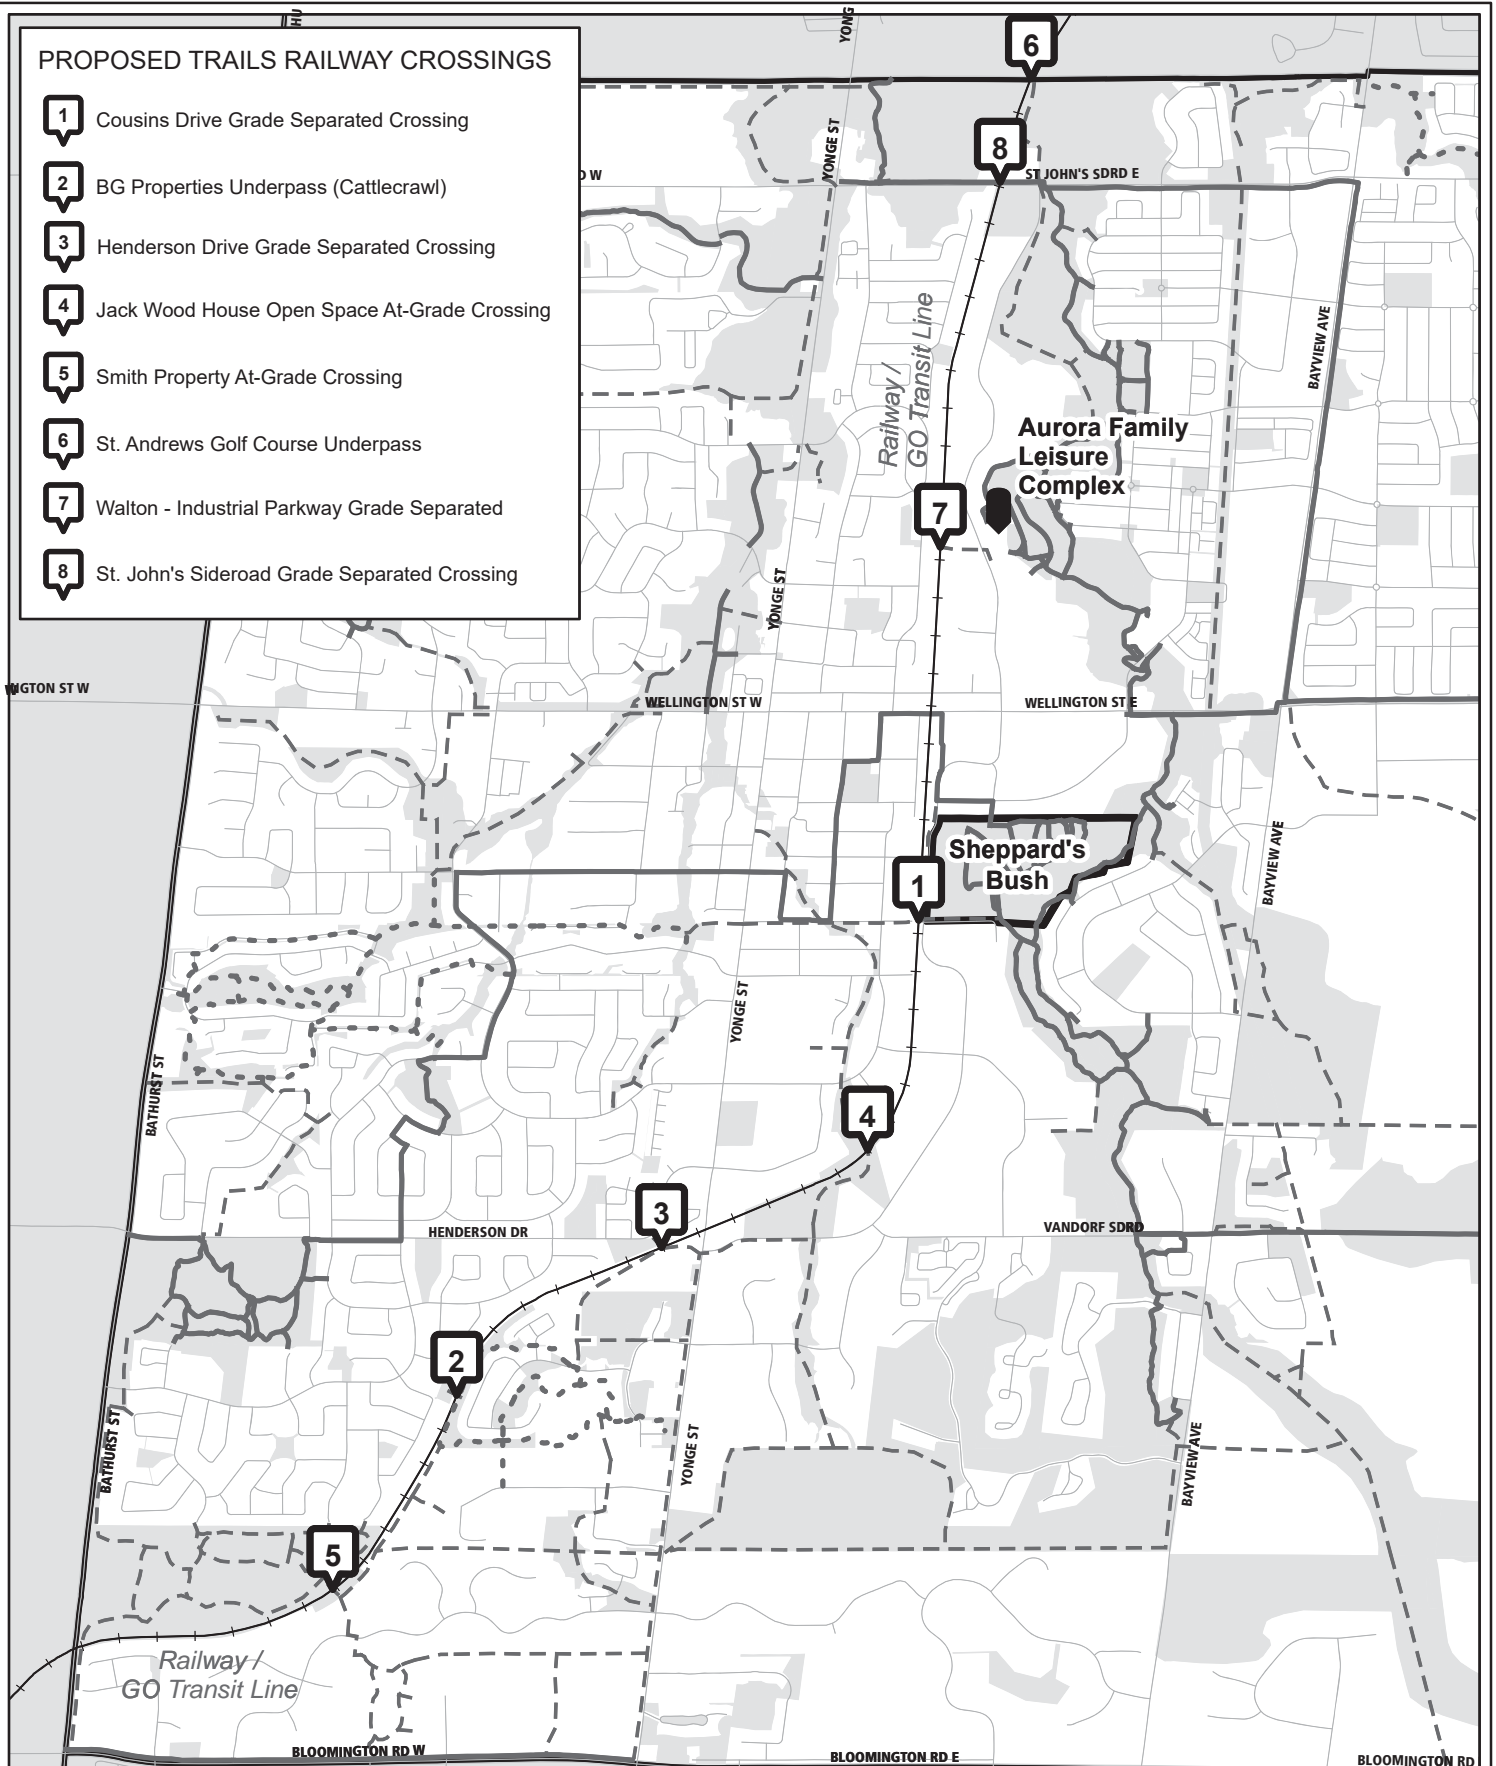 HU
YONG
6
PROPOSED TRAILS RAILWAY CROSSINGS
1 Cousins Drive Grade Separated Crossing
2 BG Properties Underpass (Cattlecrawl)
3 Henderson Drive Grade Separated Crossing
4 Jack Wood House Open Space At-Grade Crossing
5 Smith Property At-Grade Crossing
6 St. Andrews Golf Course Underpass
7 Walton - Industrial Parkway Grade Separated
8 St. John's Sideroad Grade Separated Crossing
8
YONGE ST
D W
ST JOHN'S SDRD E
BAYVIEW AVE
Railway /
GO Transit Line
Aurora Family
Leisure
Complex
7
YONGE ST
W
NGTON ST W
WELLINGTON ST W
WELLINGTON ST E
Sheppard's
Bush
1
BAYVIEW AVE
YONGE ST
BATHURST ST
4
3
HENDERSON DR
VANDORF SDRD
2
BATHURST ST
YONGE ST
BAYVIEW AVE
5
Railway /
GO Transit Line
BLOOMINGTON RD W
BLOOMINGTON RD E
BLOOMINGTON RD